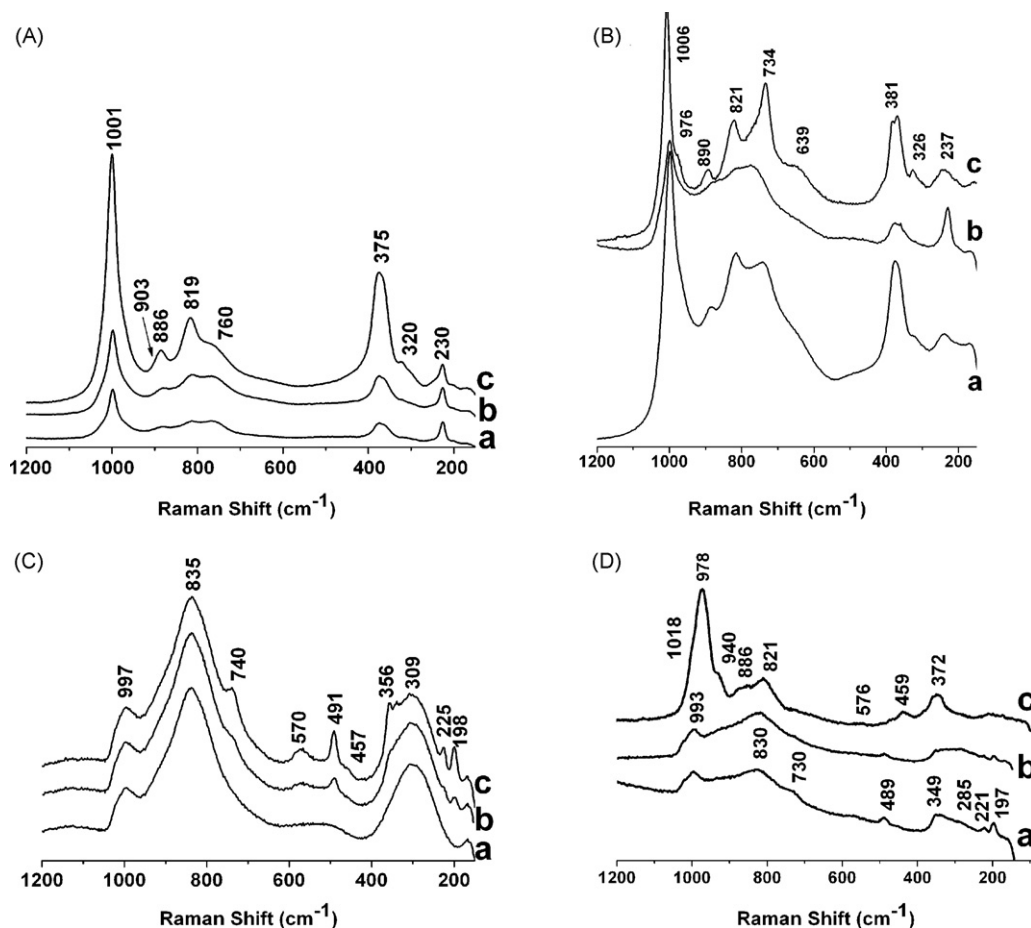 (A)
1001
903
886
819
760
375
320
230
c
b
a
1200 1000 800 600 400 200
Raman Shift (cm-1)
(B)
1006
976
890
821
734
639
381
326
237
c
b
a
1200 1000 800 600 400 200
Raman Shift (cm-1)
(C)
997
835
740
570
491
457
356
309
225
198
c
b
a
1200 1000 800 600 400 200
Raman Shift (cm-1)
(D)
1018
978
940
886
821
576
459
372
c
993
b
830
730
489
349
285
221
197
a
1200 1000 800 600 400 200
Raman Shift (cm-1)